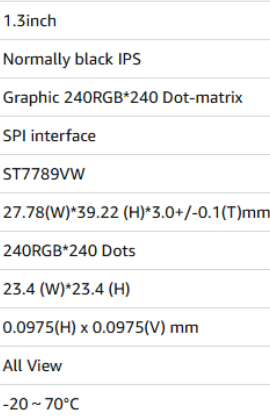 1.3inch
Normally black IPS
Graphic 240RGB*240 Dot-matrix
SPI interface
ST7789VW
27.78(W)*39.22 (H)*3.0+/-0.1(T)mm
240RGB*240 Dots
23.4 (W)*23.4 (H)
0.0975(H) x 0.0975(V) mm
All View
-20 ~ 70°C